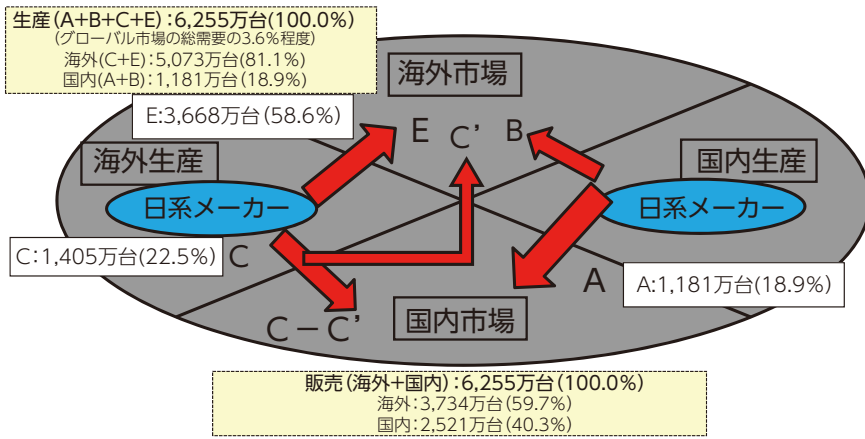 生産(A+B+C+E):6,255万台(100.0%)
(グローバル市場の総需要の3.6%程度)
海外(C+E):5,073万台(81.1%)
国内(A+B):1,181万台(18.9%)
海外市場
E:3,668万台(58.6%)
E
C’
B
海外生産
国内生産
日系メーカー
日系メーカー
C:1,405万台(22.5%)
C
A
A:1,181万台(18.9%)
C－C’
国内市場
販売(海外+国内):6,255万台(100.0%)
海外:3,734万台(59.7%)
国内:2,521万台(40.3%)